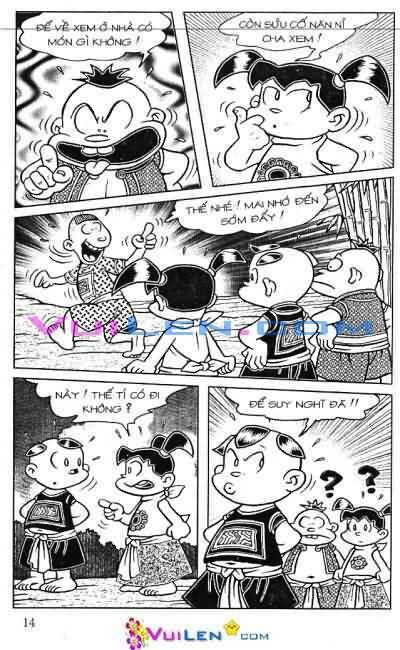 ĐỂ VỀ XEM Ở NHÀ CÓ
MÓN GÌ KHÔNG !
CÒN SỬU CỐ NĂN NỈ
CHA XEM !
THẾ NHÉ ! MAI NHỚ ĐẾN
SỚM ĐẤY !
VUILEN.COM
NÀY ! THẾ TÍ CÓ ĐI
KHÔNG ?
ĐỂ SUY NGHĨ ĐÃ !!
? ?
14
VUILEN COM